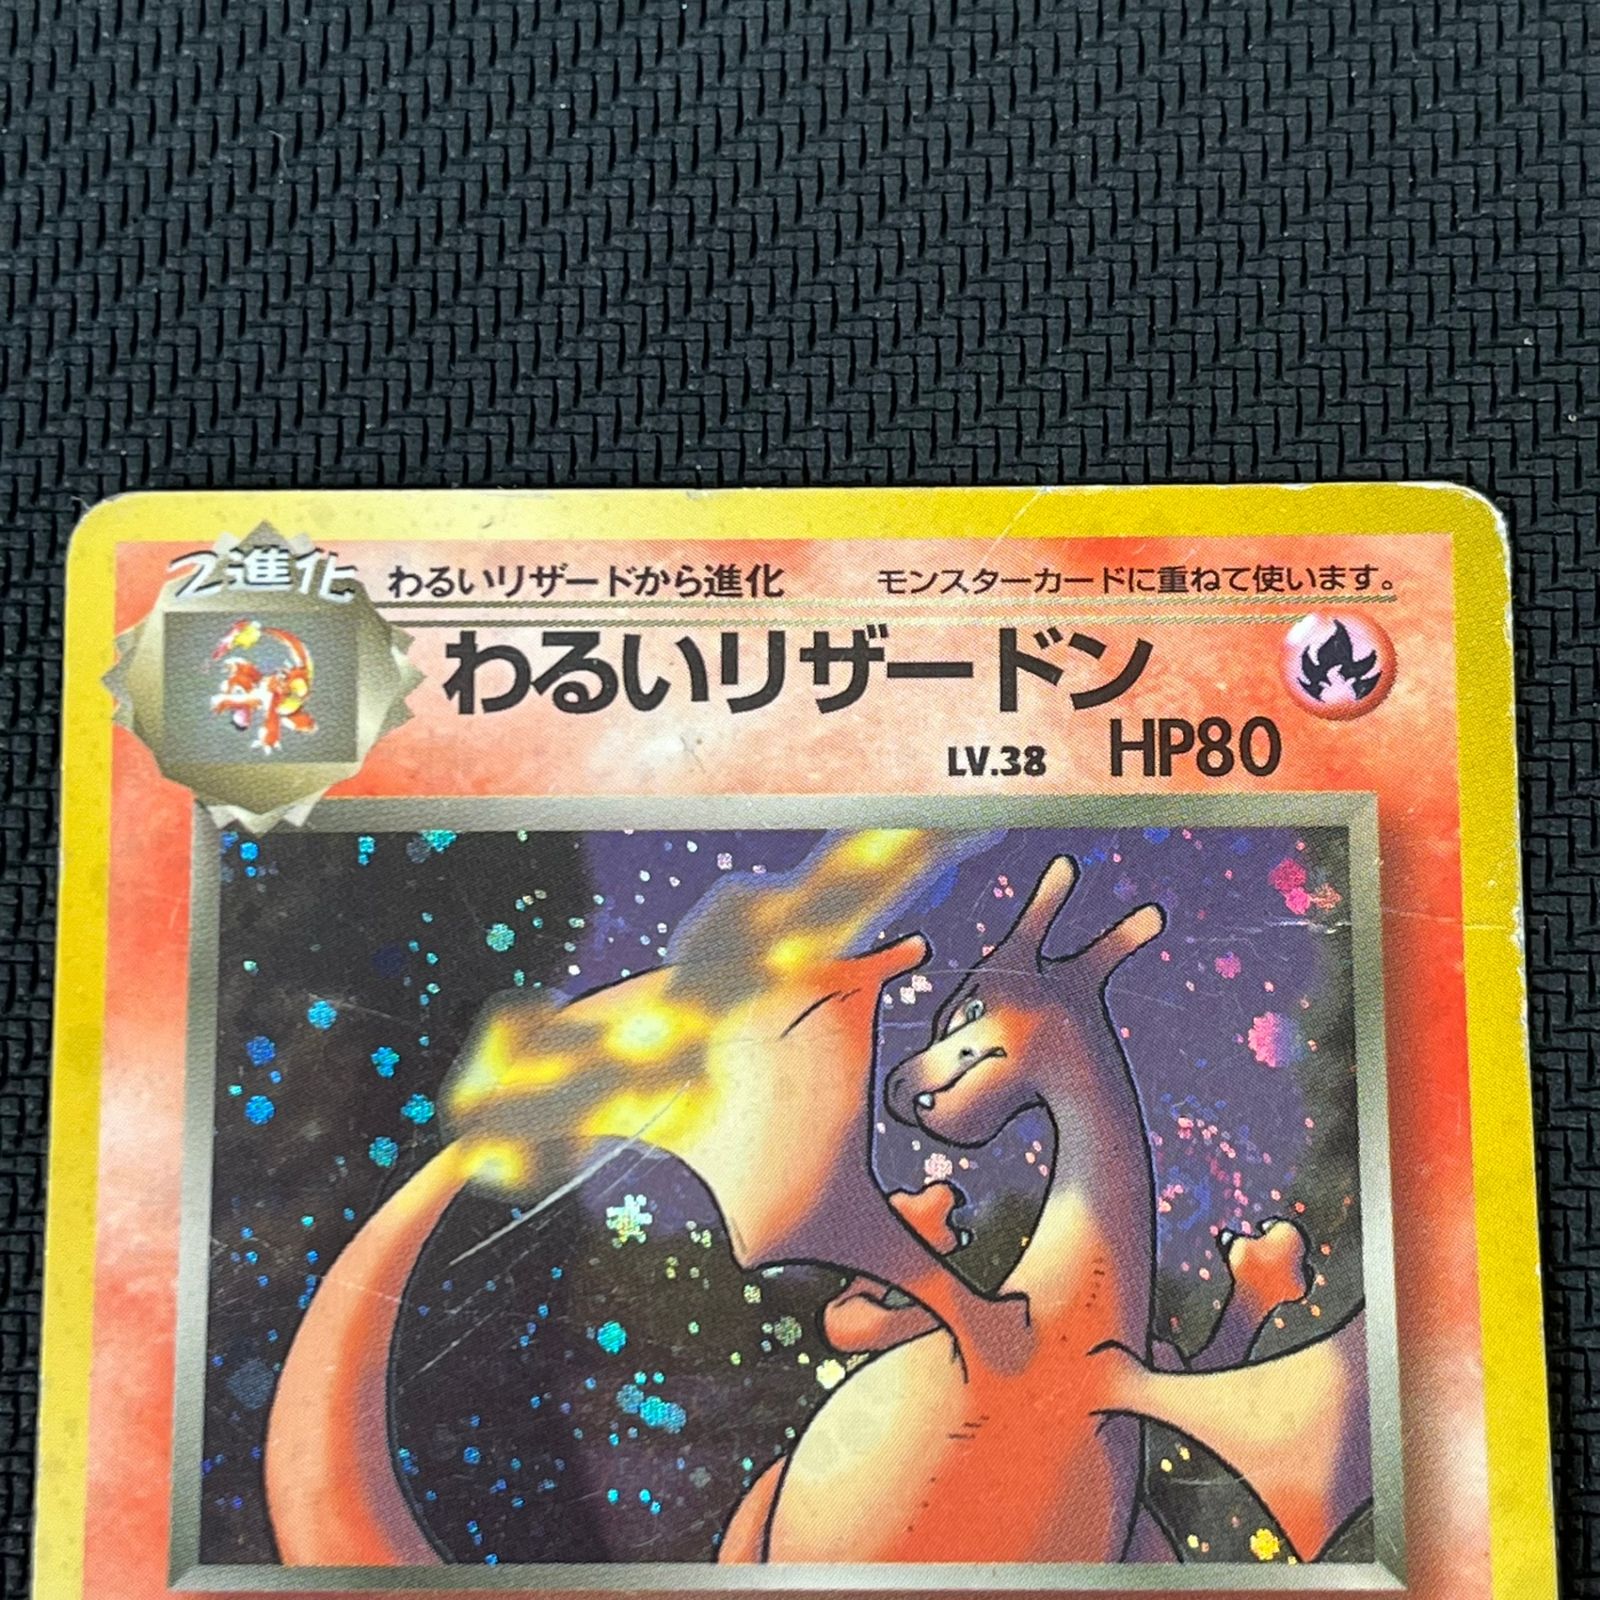 2進化
わるいリザードから進化 モンスターカードに重ねて使います。
わるいリザードン
LV.38 HP80